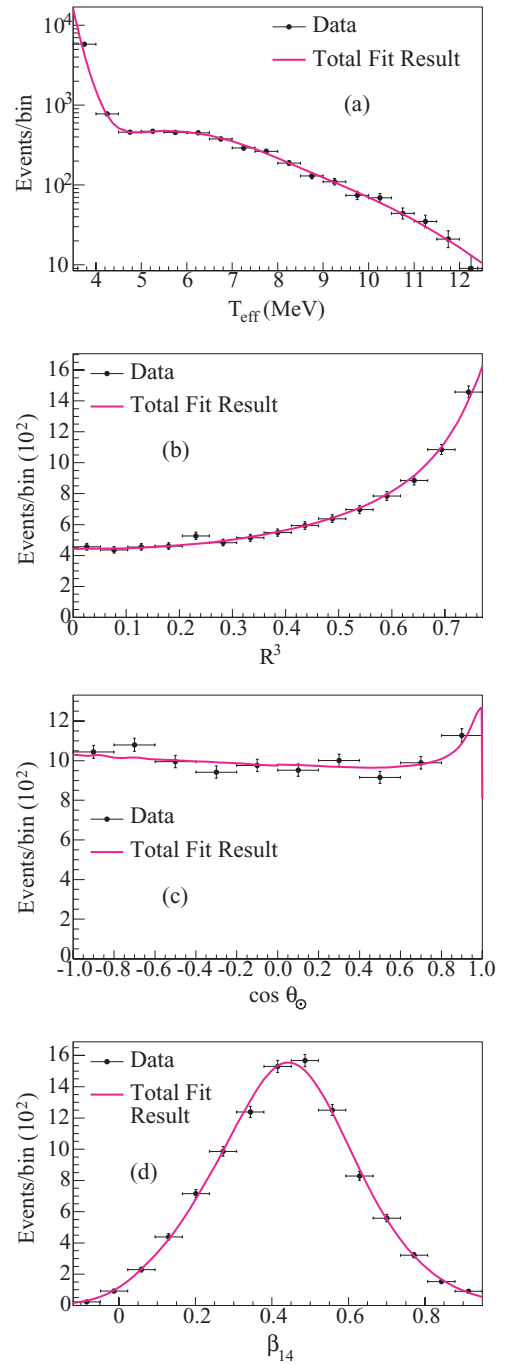 10⁴
10³
10²
10
Events/bin
Data
Total Fit Result
(a)
4 5 6 7 8 9 10 11 12
T_eff (MeV)
16
14
12
10
8
6
4
2
0
Events/bin (10²)
Data
Total Fit Result
(b)
0 0.1 0.2 0.3 0.4 0.5 0.6 0.7
R³
12
10
8
6
4
2
0
Events/bin (10²)
Data
Total Fit Result
(c)
-1.0 -0.8 -0.6 -0.4 -0.2 0.0 0.2 0.4 0.6 0.8 1.0
cos θ_⊙
16
14
12
10
8
6
4
2
0
Events/bin (10²)
Data
Total Fit
Result
(d)
0 0.2 0.4 0.6 0.8
β₁₄